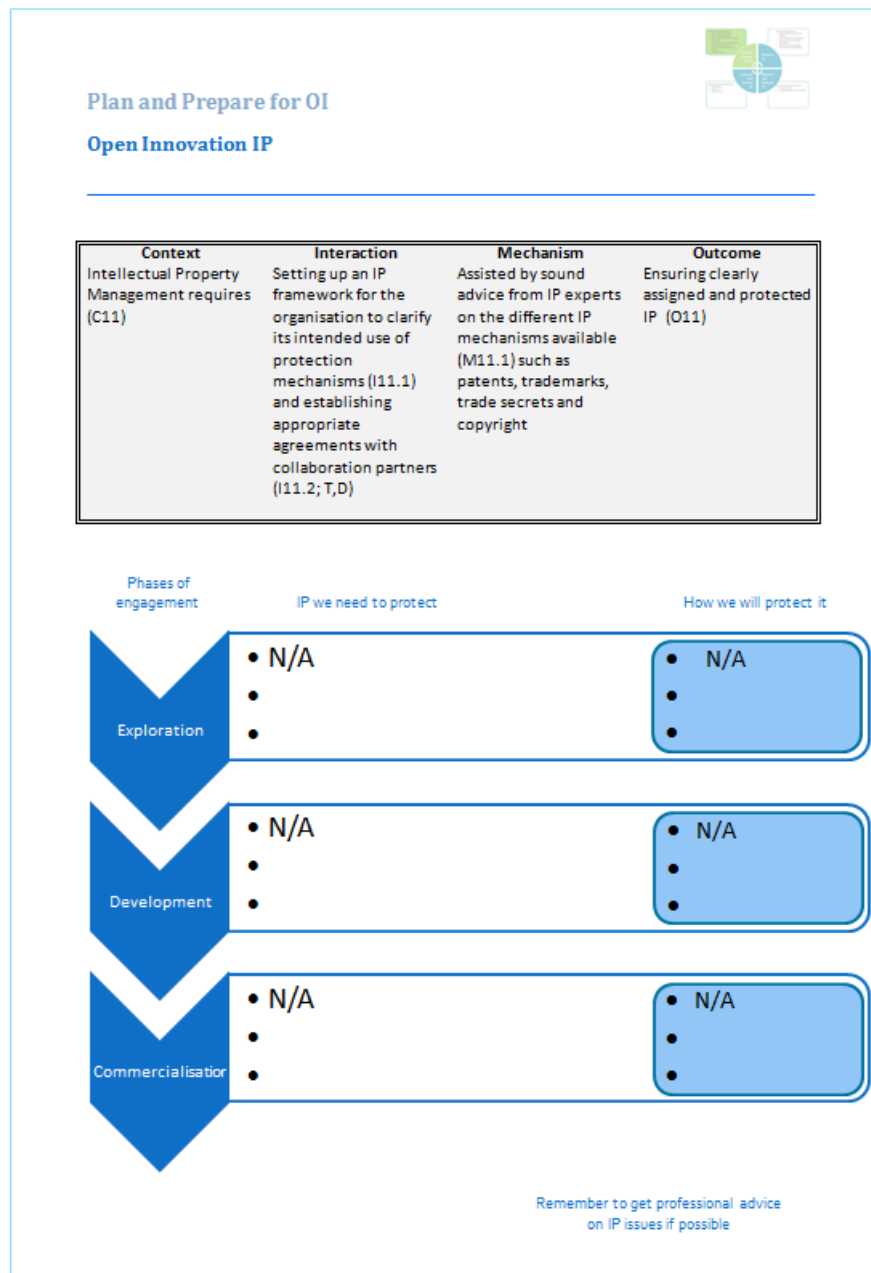 Plan and Prepare for OI
Open Innovation IP
Context
Intellectual Property
Management requires
(C11)
Interaction
Setting up an IP
framework for the
organisation to clarify
its intended use of
protection
mechanisms (I11.1)
and establishing
appropriate
agreements with
collaboration partners
(I11.2; T,D)
Mechanism
Assisted by sound
advice from IP experts
on the different IP
mechanisms available
(M11.1) such as
patents, trademarks,
trade secrets and
copyright
Outcome
Ensuring clearly
assigned and protected
IP (O11)
Phases of
engagement
IP we need to protect
How we will protect it
Exploration
• N/A
•
•
• N/A
•
•
Development
• N/A
•
•
• N/A
•
•
Commercialisation
• N/A
•
•
• N/A
•
•
Remember to get professional advice
on IP issues if possible